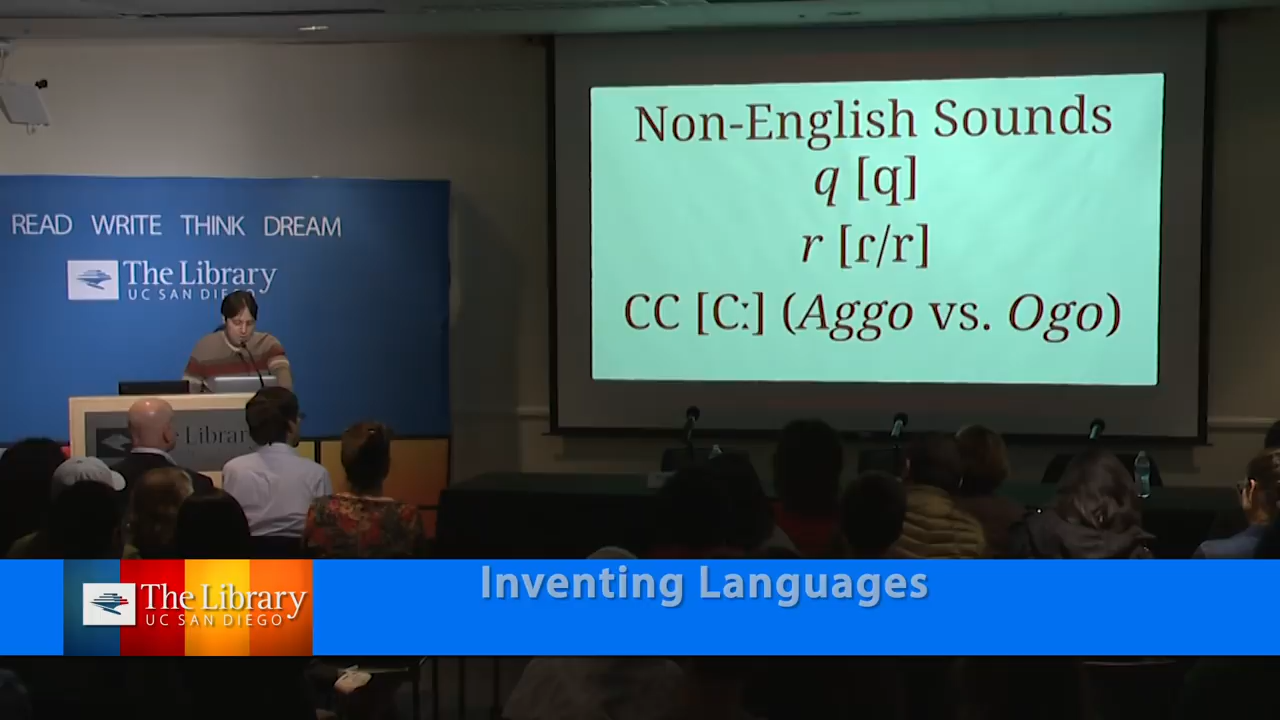 Non-English Sounds
q [q]
r [ɾ/r]
CC [Cː] (Aggo vs. Ogo)
READ WRITE THINK DREAM
The Library
UC SAN DIEGO
Librar
Inventing Languages
The Library
UC SAN DIEGO